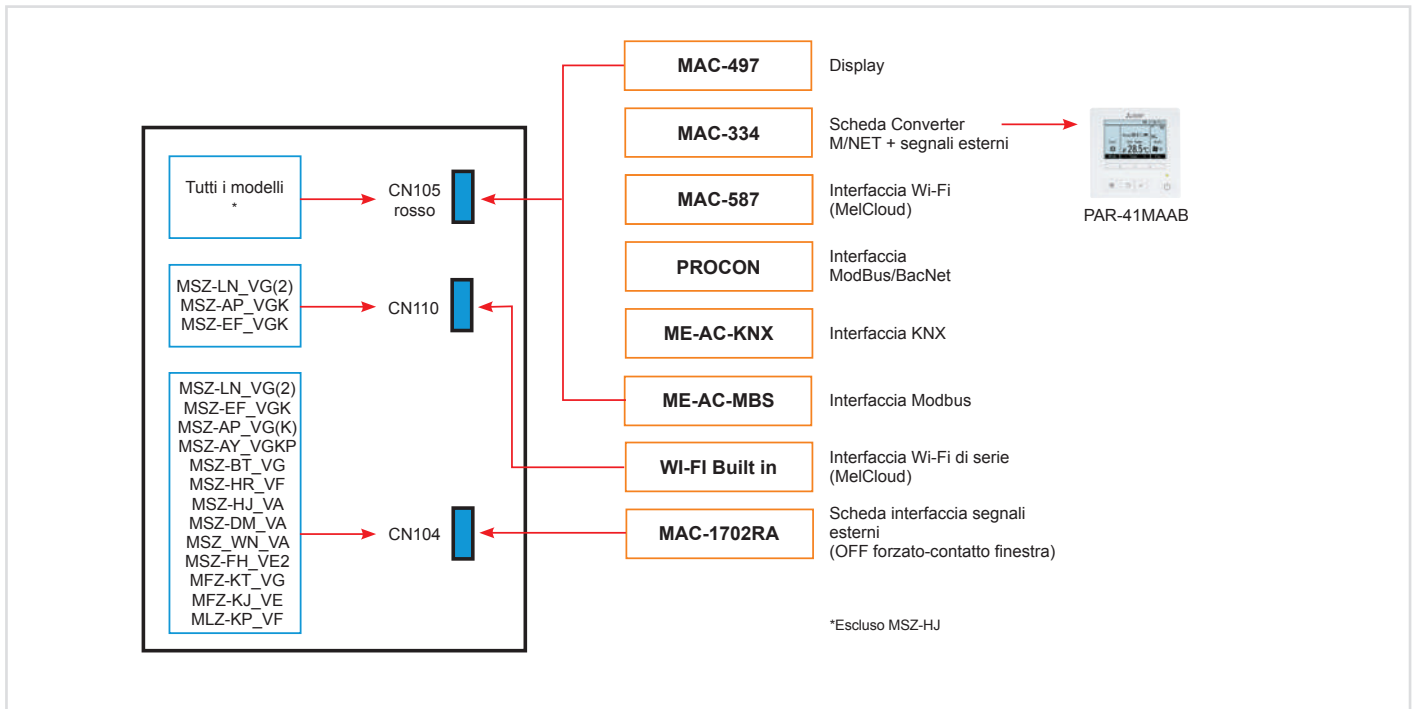 Tutti i modelli
*
CN105
rosso
MSZ-LN_VG(2)
MSZ-AP_VGK
MSZ-EF_VGK
CN110
MSZ-LN_VG(2)
MSZ-EF_VGK
MSZ-AP_VG(K)
MSZ-AY_VGKP
MSZ-BT_VG
MSZ-HR_VF
MSZ-HJ_VA
MSZ-DM_VA
MSZ_WN_VA
MSZ-FH_VE2
MFZ-KT_VG
MFZ-KJ_VE
MLZ-KP_VF
CN104
MAC-497
Display
MAC-334
Scheda Converter
M/NET + segnali esterni
MAC-587
Interfaccia Wi-Fi
(MelCloud)
PROCON
Interfaccia
ModBus/BacNet
ME-AC-KNX
Interfaccia KNX
ME-AC-MBS
Interfaccia Modbus
WI-FI Built in
Interfaccia Wi-Fi di serie
(MelCloud)
MAC-1702RA
Scheda interfaccia segnali
esterni
(OFF forzato-contatto finestra)
28.5
PAR-41MAAB
*Escluso MSZ-HJ